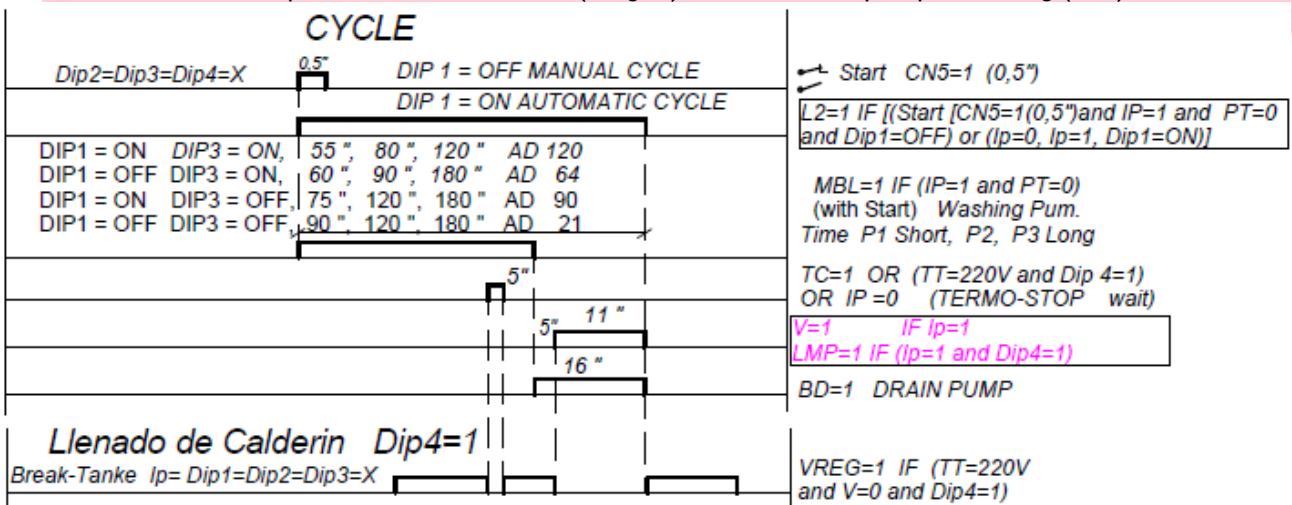 CYCLE
Dip2=Dip3=Dip4=X
0,5"
DIP 1 = OFF MANUAL CYCLE
DIP 1 = ON AUTOMATIC CYCLE
Start CN5=1 (0,5")
L2=1 IF [(Start [CN5=1(0,5")and IP=1 and PT=0
and Dip1=OFF) or (Ip=0, Ip=1, Dip1=ON)]
DIP1 = ON DIP3 = ON, 55 ", 80 ", 120 " AD 120
DIP1 = OFF DIP3 = ON, 60 ", 90 ", 180 " AD 64
DIP1 = ON DIP3 = OFF, 75 ", 120 ", 180 " AD 90
DIP1 = OFF DIP3 = OFF, 90 ", 120 ", 180 " AD 21
MBL=1 IF (IP=1 and PT=0)
(with Start) Washing Pum.
Time P1 Short, P2, P3 Long
5"
TC=1 OR (TT=220V and Dip 4=1)
OR IP =0 (TERMO-STOP wait)
5" 11 "
V=1 IF Ip=1
LMP=1 IF (Ip=1 and Dip4=1)
16 "
BD=1 DRAIN PUMP
Llenado de Calderin Dip4=1
Break-Tanke Ip= Dip1=Dip2=Dip3=X
VREG=1 IF (TT=220V
and V=0 and Dip4=1)